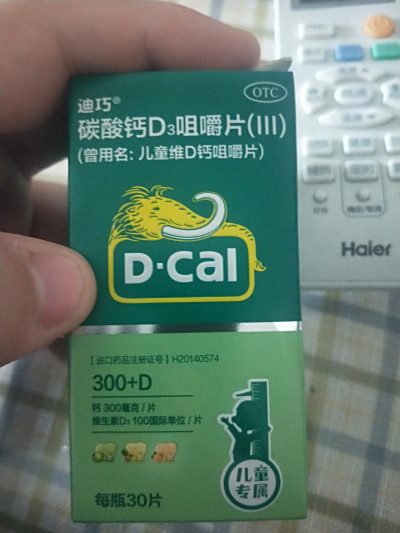 OTC
迪巧®
碳酸钙D₃咀嚼片(III)
(曾用名: 儿童维D钙咀嚼片)
D·Cal
Haier
【进口药品注册证号】H20140574
300+D
钙 300毫克/片
维生素D₃ 100国际单位/片
儿童
专属
每瓶30片